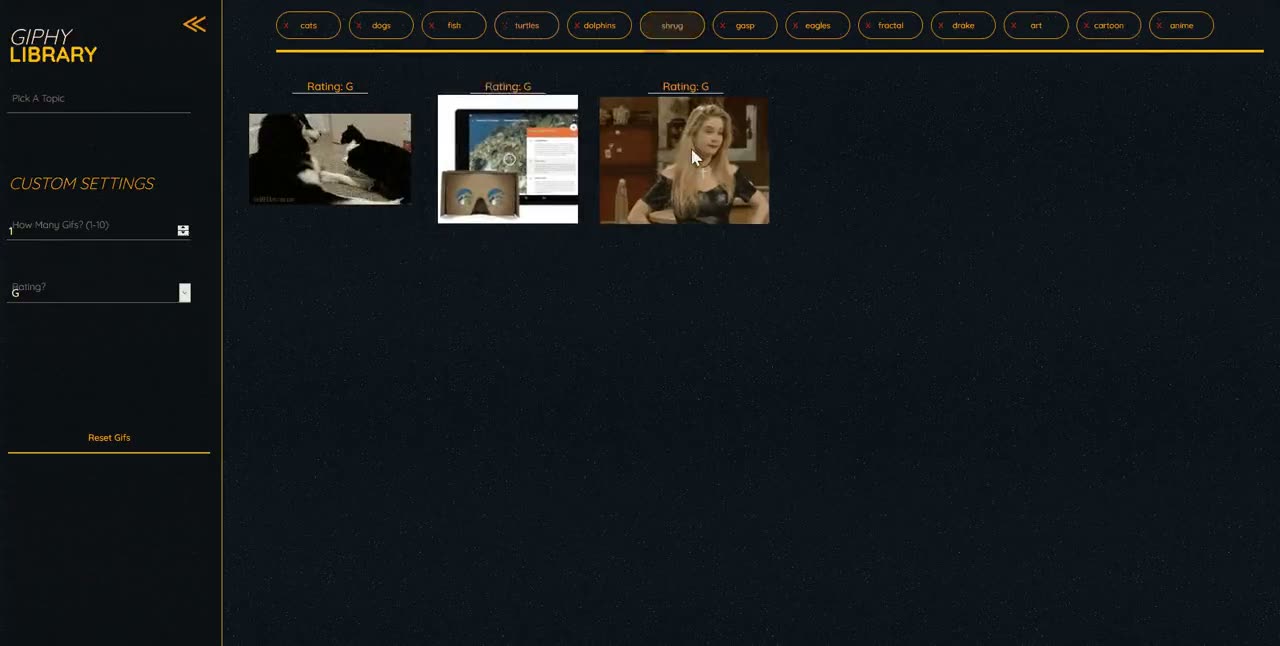 GIPHY
LIBRARY
Pick A Topic
CUSTOM SETTINGS
How Many Gifs? (1-10)
1
Rating?
G
Reset Gifs
x cats
x dogs
x fish
x turtles
x dolphins
shrug
x gasp
x eagles
x fractal
x drake
x art
x cartoon
x anime
Rating: G
Rating: G
Rating: G